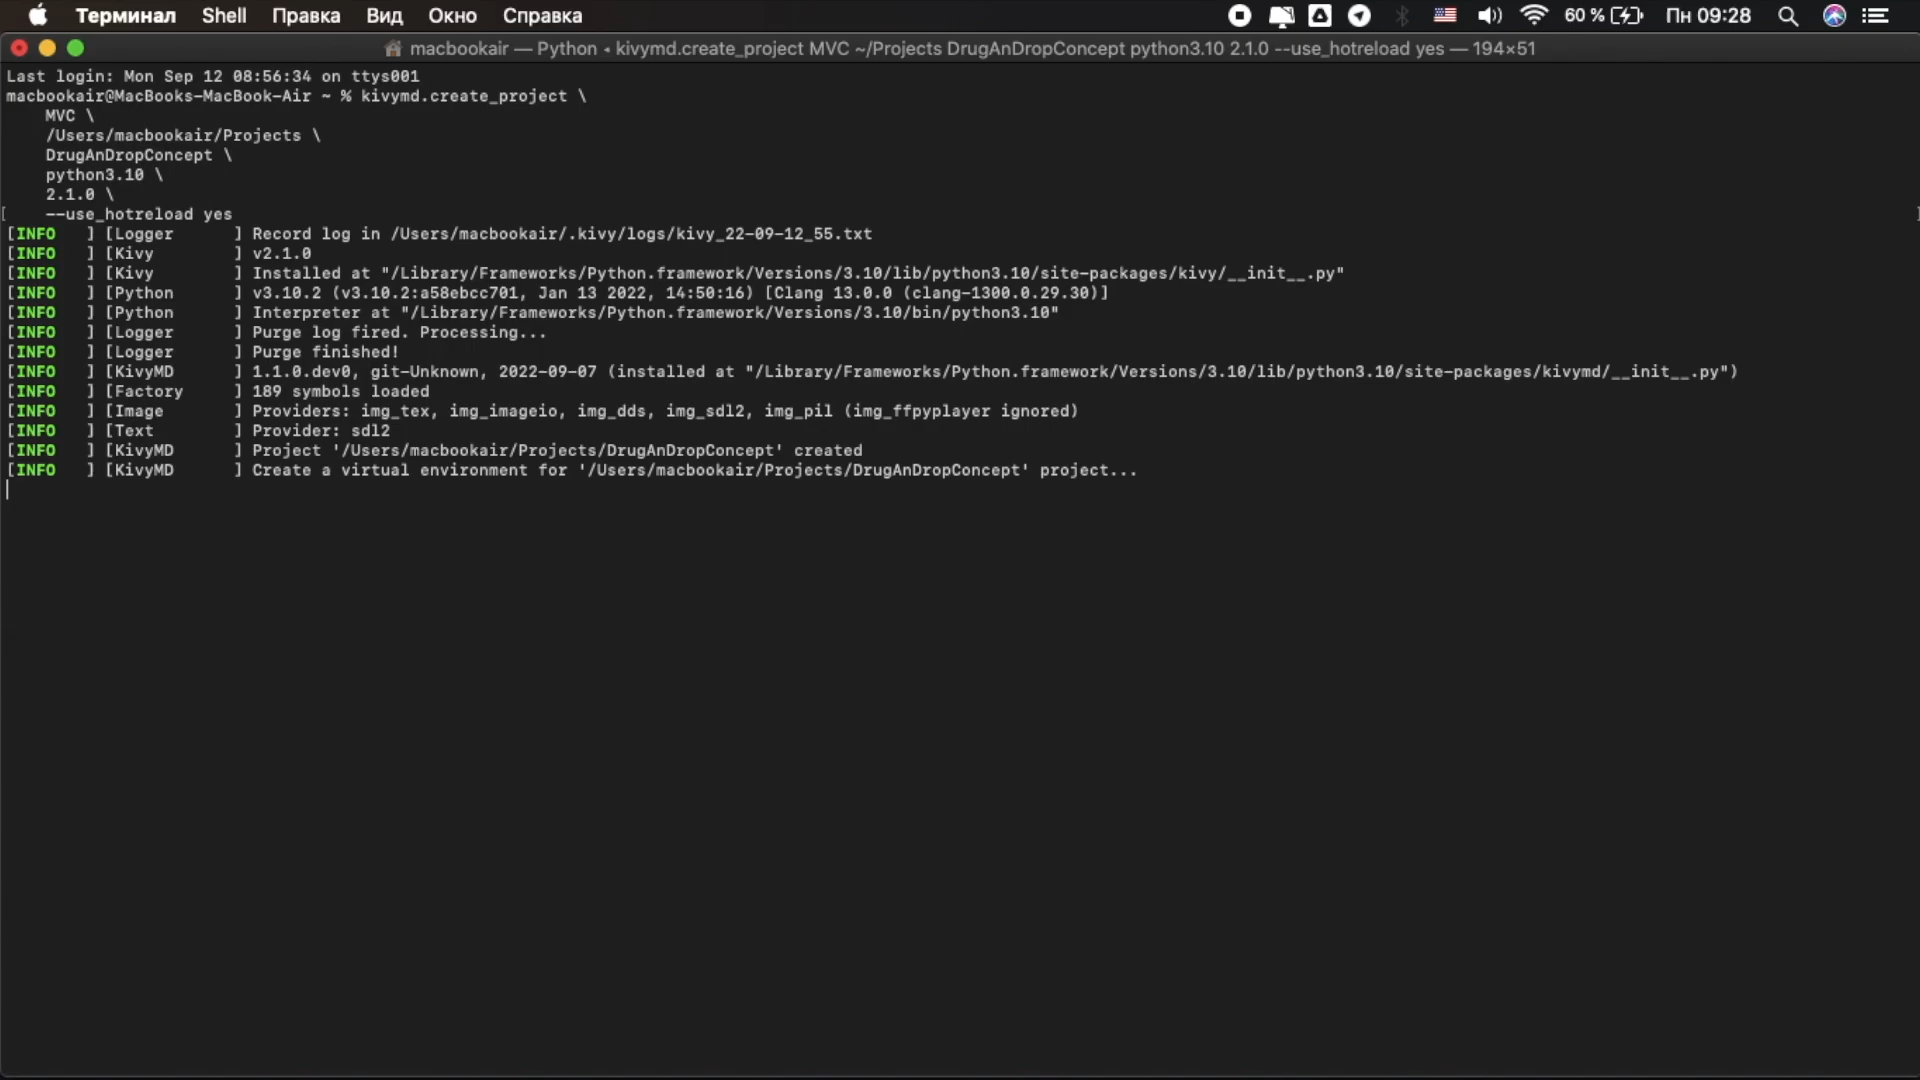 Терминал Shell Правка Вид Окно Справка 60 % Пн 09:28
macbookair — Python ◂ kivymd.create_project MVC ~/Projects DrugAnDropConcept python3.10 2.1.0 --use_hotreload yes — 194×51
Last login: Mon Sep 12 08:56:34 on ttys001
macbookair@MacBooks-MacBook-Air ~ % kivymd.create_project \
    MVC \
    /Users/macbookair/Projects \
    DrugAnDropConcept \
    python3.10 \
    2.1.0 \
[    --use_hotreload yes ]
[INFO   ] [Logger      ] Record log in /Users/macbookair/.kivy/logs/kivy_22-09-12_55.txt
[INFO   ] [Kivy        ] v2.1.0
[INFO   ] [Kivy        ] Installed at "/Library/Frameworks/Python.framework/Versions/3.10/lib/python3.10/site-packages/kivy/__init__.py"
[INFO   ] [Python      ] v3.10.2 (v3.10.2:a58ebcc701, Jan 13 2022, 14:50:16) [Clang 13.0.0 (clang-1300.0.29.30)]
[INFO   ] [Python      ] Interpreter at "/Library/Frameworks/Python.framework/Versions/3.10/bin/python3.10"
[INFO   ] [Logger      ] Purge log fired. Processing...
[INFO   ] [Logger      ] Purge finished!
[INFO   ] [KivyMD      ] 1.1.0.dev0, git-Unknown, 2022-09-07 (installed at "/Library/Frameworks/Python.framework/Versions/3.10/lib/python3.10/site-packages/kivymd/__init__.py")
[INFO   ] [Factory     ] 189 symbols loaded
[INFO   ] [Image       ] Providers: img_tex, img_imageio, img_dds, img_sdl2, img_pil (img_ffpyplayer ignored)
[INFO   ] [Text        ] Provider: sdl2
[INFO   ] [KivyMD      ] Project '/Users/macbookair/Projects/DrugAnDropConcept' created
[INFO   ] [KivyMD      ] Create a virtual environment for '/Users/macbookair/Projects/DrugAnDropConcept' project...